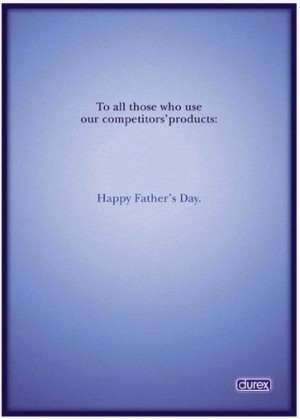 To all those who use
our competitors' products:
Happy Father's Day.
durex